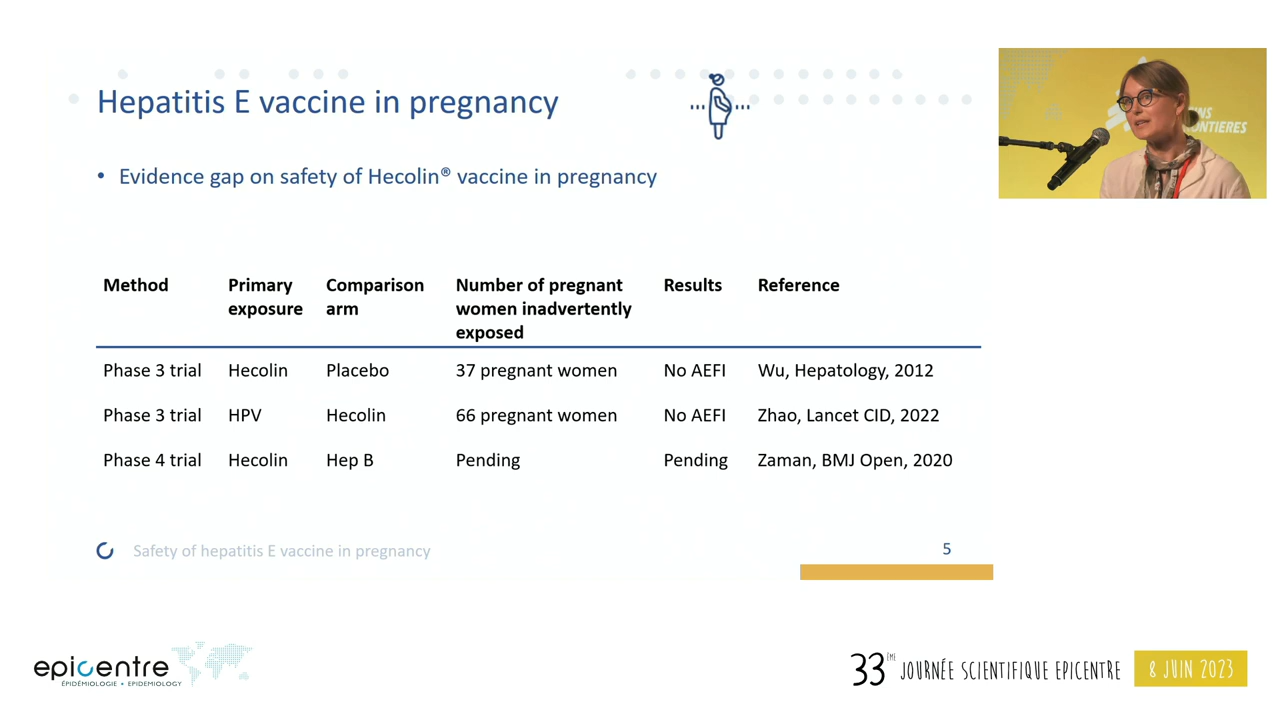 Hepatitis E vaccine in pregnancy
• Evidence gap on safety of Hecolin® vaccine in pregnancy
Method Primary exposure Comparison arm Number of pregnant women inadvertently exposed Results Reference
Phase 3 trial Hecolin Placebo 37 pregnant women No AEFI Wu, Hepatology, 2012
Phase 3 trial HPV Hecolin 66 pregnant women No AEFI Zhao, Lancet CID, 2022
Phase 4 trial Hecolin Hep B Pending Pending Zaman, BMJ Open, 2020
Safety of hepatitis E vaccine in pregnancy
5
INS
ONTIERES
epicentre
ÉPIDÉMIOLOGIE • EPIDEMIOLOGY
33ÈME JOURNÉE SCIENTIFIQUE EPICENTRE
8 JUIN 2023